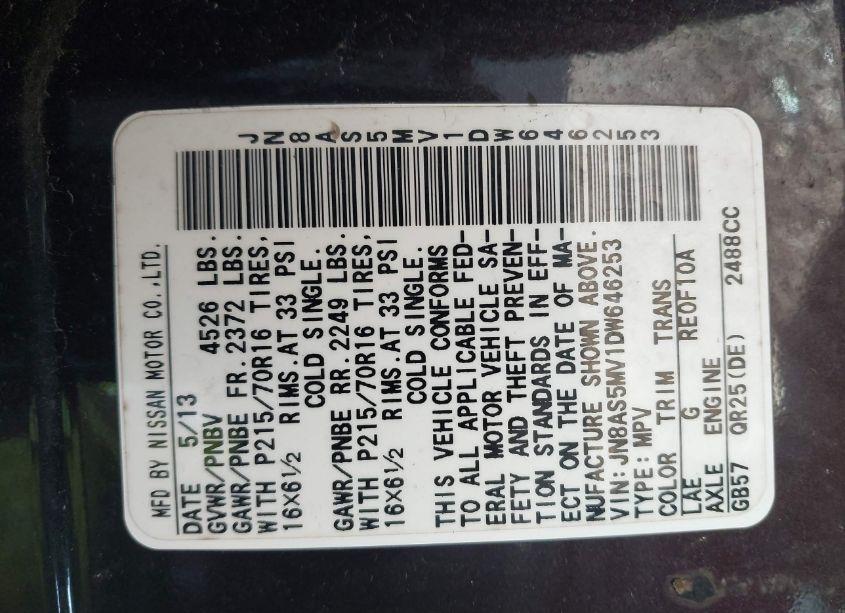 JN8AS5MV1DW646253
MFD BY NISSAN MOTOR CO.,LTD.
DATE 5/13
GVWR/PNBV 4526 LBS.
GAWR/PNBE FR. 2372 LBS.
WITH P215/70R16 TIRES,
16X6½ RIMS.AT 33 PSI
COLD SINGLE.
GAWR/PNBE RR. 2249 LBS.
WITH P215/70R16 TIRES,
16X6½ RIMS.AT 33 PSI
COLD SINGLE.
THIS VEHICLE CONFORMS
TO ALL APPLICABLE FED-
ERAL MOTOR VEHICLE SA-
FETY AND THEFT PREVEN-
TION STANDARDS IN EFF-
ECT ON THE DATE OF MA-
NUFACTURE SHOWN ABOVE.
VIN:JN8AS5MV1DW646253
TYPE:MPV
COLOR TRIM TRANS
LAE G RE0F10A
AXLE ENGINE
GB57 QR25(DE) 2488CC